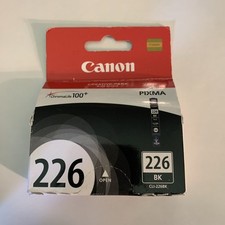 Canon
ChromaLife100+
PIXMA
226
226
BK
OPEN
CLI-226BK